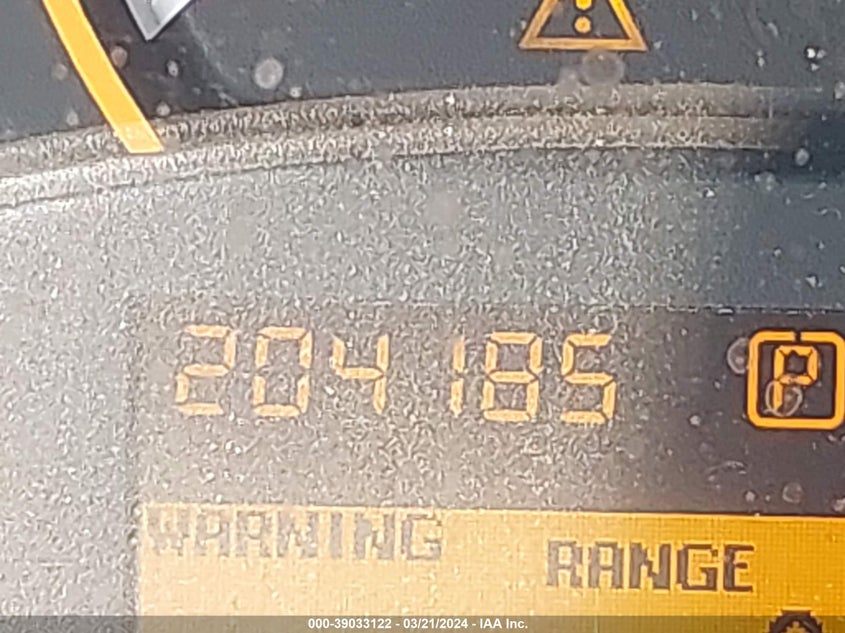 204185 P
WARNING
RANGE
000-39033122 - 03/21/2024 - IAA Inc.